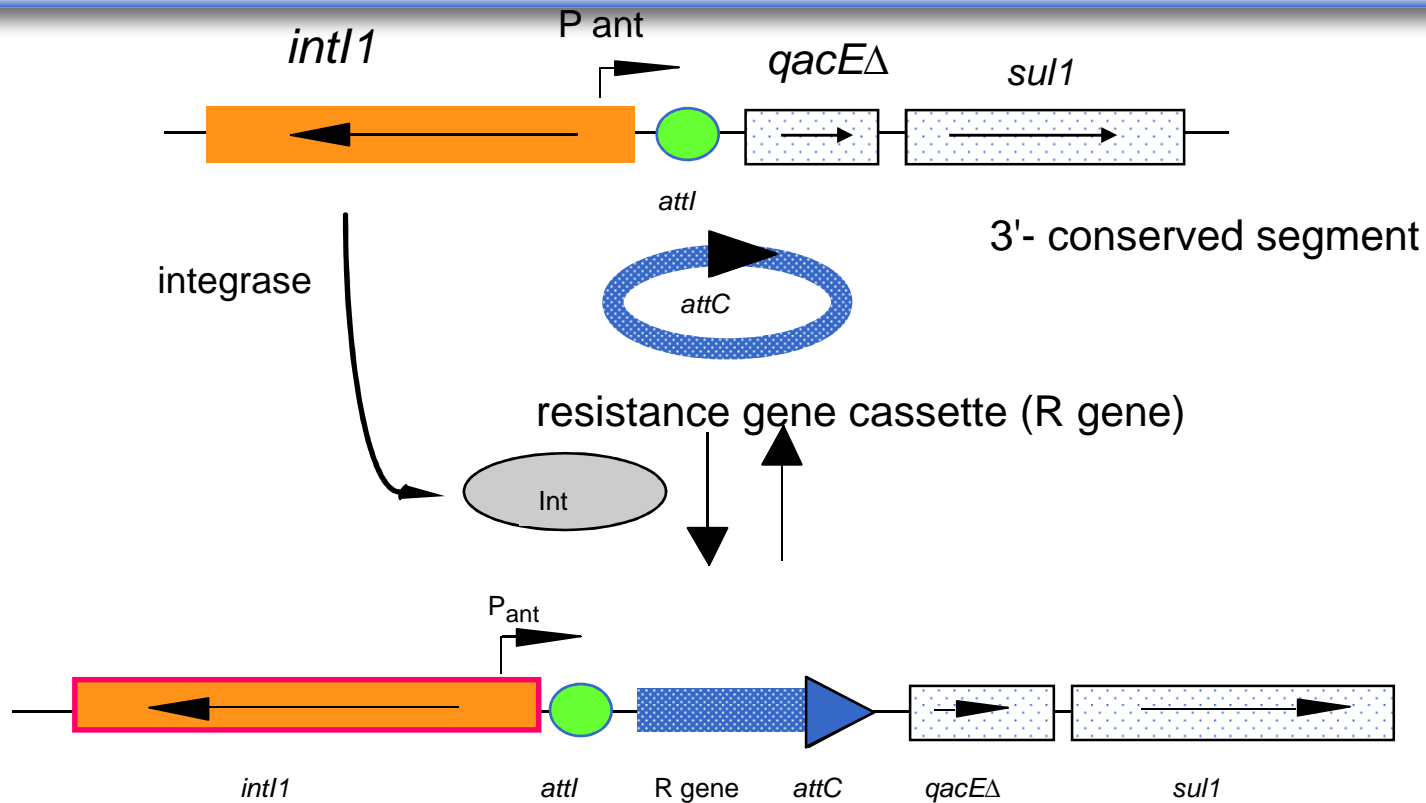 intI1
P ant
qacEΔ
sul1
attI
3'- conserved segment
integrase
attC
resistance gene cassette (R gene)
Int
Pant
intI1
attI
R gene
attC
qacEΔ
sul1